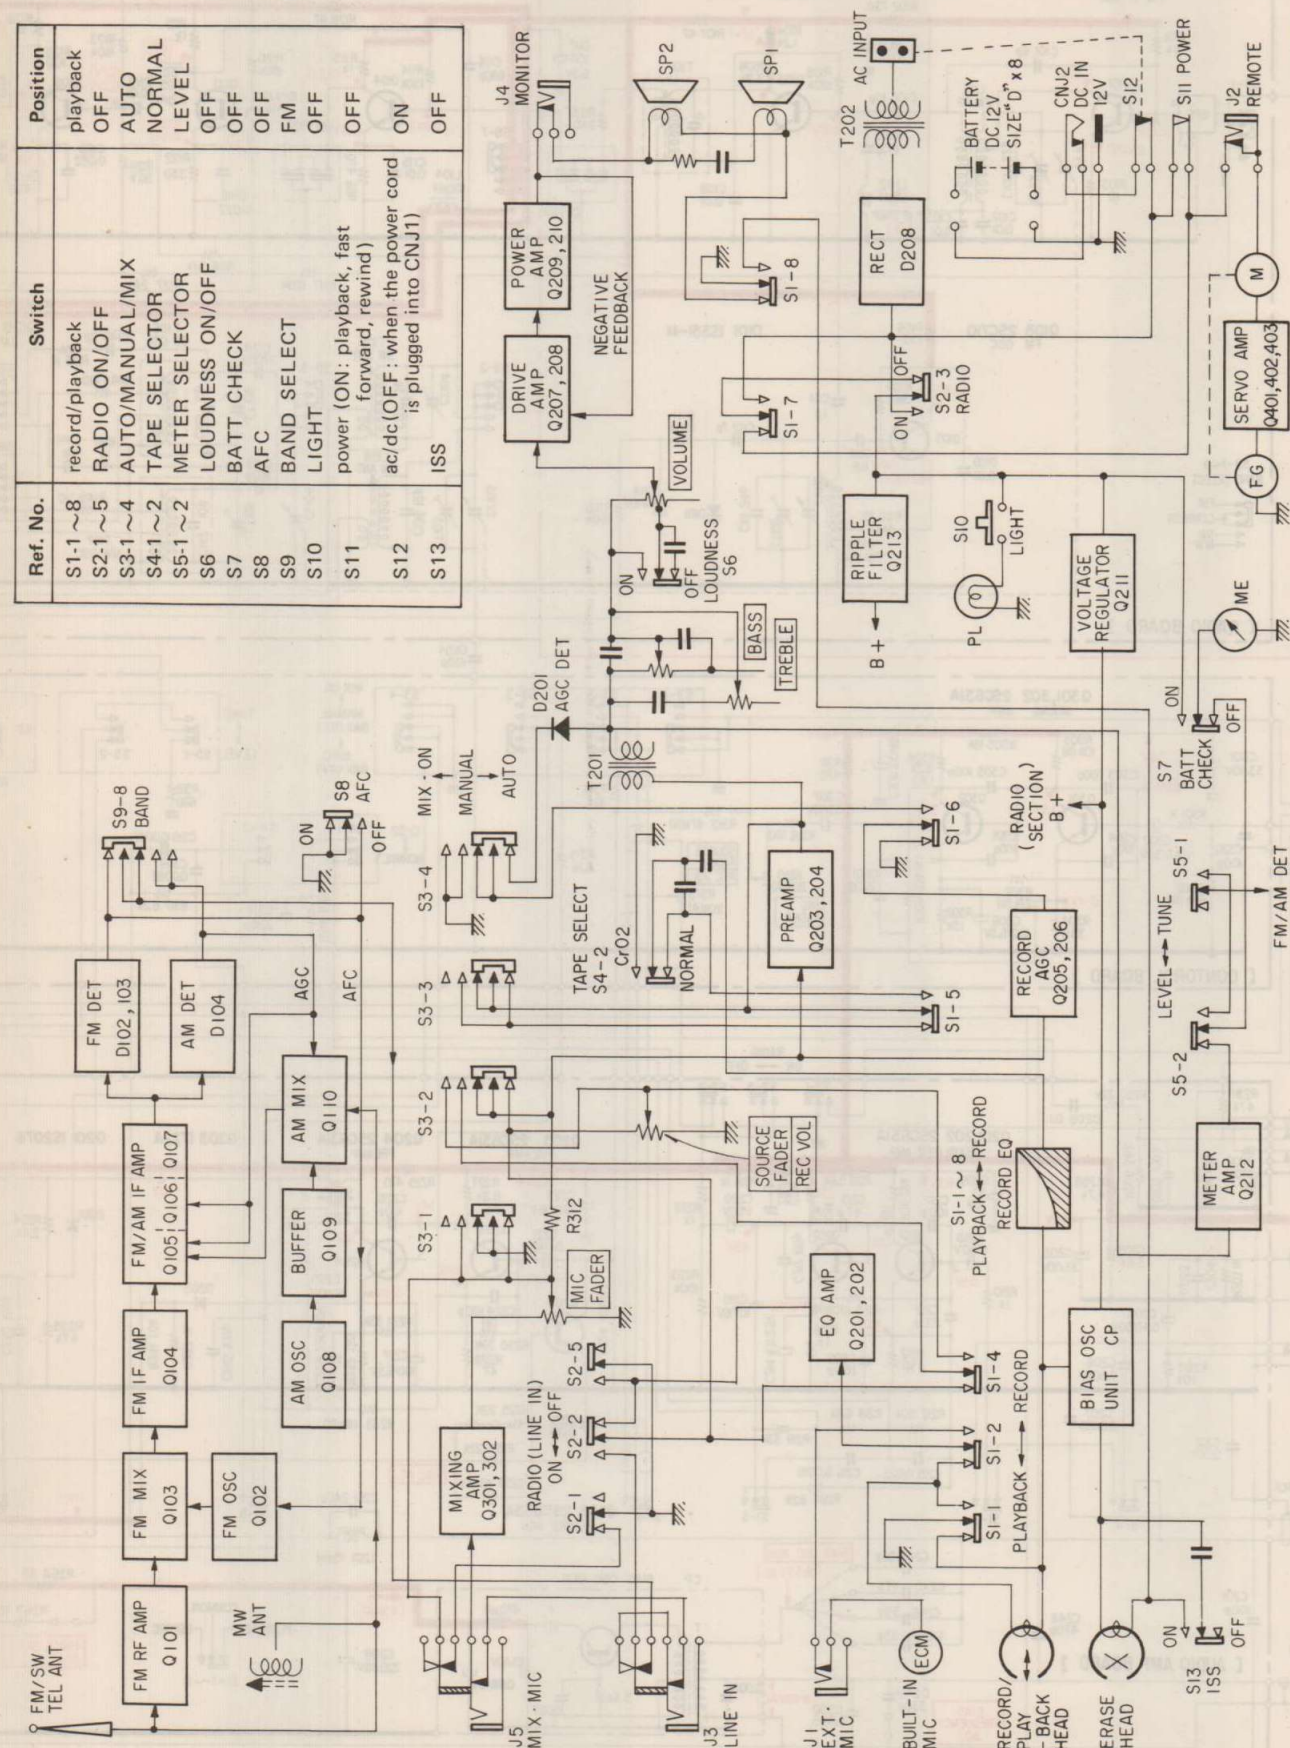 Ref. No. Switch Position
S1-1~8 record/playback playback
S2-1~5 RADIO ON/OFF OFF
S3-1~4 AUTO/MANUAL/MIX AUTO
S4-1~2 TAPE SELECTOR NORMAL
S5-1~2 METER SELECTOR LEVEL
S6 LOUDNESS ON/OFF OFF
S7 BATT CHECK OFF
S8 AFC OFF
S9 BAND SELECT FM
S10 LIGHT OFF
S11 power (ON: playback, fast OFF
forward, rewind)
S12 ac/dc(OFF: when the power cord ON
is plugged into CNJ1)
S13 ISS OFF
FM/SW
TEL ANT
FM RF AMP
Q101
FM MIX
Q103
FM IF AMP
Q104
FM/AM IF AMP
Q105 Q106 Q107
FM DET
D102,103
S9-8
BAND
AM DET
D104
FM OSC
Q102
AM OSC
Q108
BUFFER
Q109
AM MIX
Q110
AGC
AFC
ON
S8
AFC
OFF
MW
ANT
J5
MIX·MIC
MIXING
AMP
Q301,302
S3-1
S3-2
S3-3
S3-4
MIX·ON
MANUAL
AUTO
MIC
FADER
R312
RADIO (LINE IN)
ON OFF
S2-1
S2-2
S2-5
J3
LINE IN
SOURCE
FADER
REC VOL
TAPE SELECT
S4-2
CrO2
NORMAL
D201
AGC DET
T201
BASS
TREBLE
ON
OFF
LOUDNESS
S6
VOLUME
DRIVE
AMP
Q207,208
POWER
AMP
Q209,210
NEGATIVE
FEEDBACK
J4
MONITOR
SP2
SP1
J1
EXT·
MIC
BUILT-IN
MIC
ECM
EQ AMP
Q201,202
PREAMP
Q203,204
S1-1
S1-2
S1-4
PLAYBACK RECORD
S1-5
S1-6
S1-7
S1-8
S1-1~8
PLAYBACK RECORD
RECORD EQ
RECORD
AGC
Q205,206
(RADIO
SECTION)
B+
RECORD/
PLAY
-BACK
HEAD
ERASE
HEAD
BIAS OSC
UNIT CP
ON
OFF
S13
ISS
METER
AMP
Q212
S5-2
S5-1
LEVEL TUNE
FM/AM DET
S7
BATT
CHECK
ON
OFF
ME
VOLTAGE
REGULATOR
Q211
PL
S10
LIGHT
B+
RIPPLE
FILTER
Q213
ON
OFF
S2-3
RADIO
RECT
D208
T202
AC INPUT
BATTERY
DC 12V
SIZE"D"x8
CNJ2
DC IN
12V
S12
S11 POWER
J2
REMOTE
FG
SERVO AMP
Q401,402,403
M